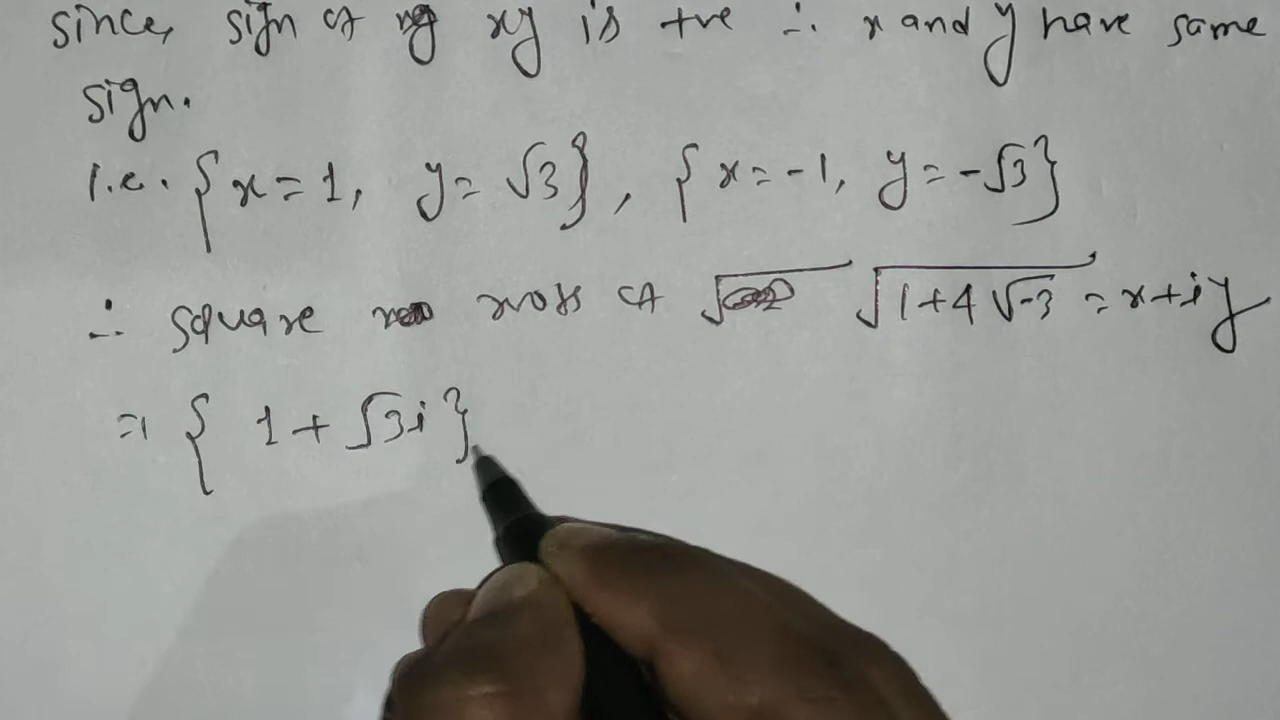 since, sign of xy is +ve ∴ x and y have same
sign.
i.e. {x=1, y=√3}, {x=-1, y=-√3}
∴ square roots of √(1+4√-3) = x+iy
= { 1+√3i}